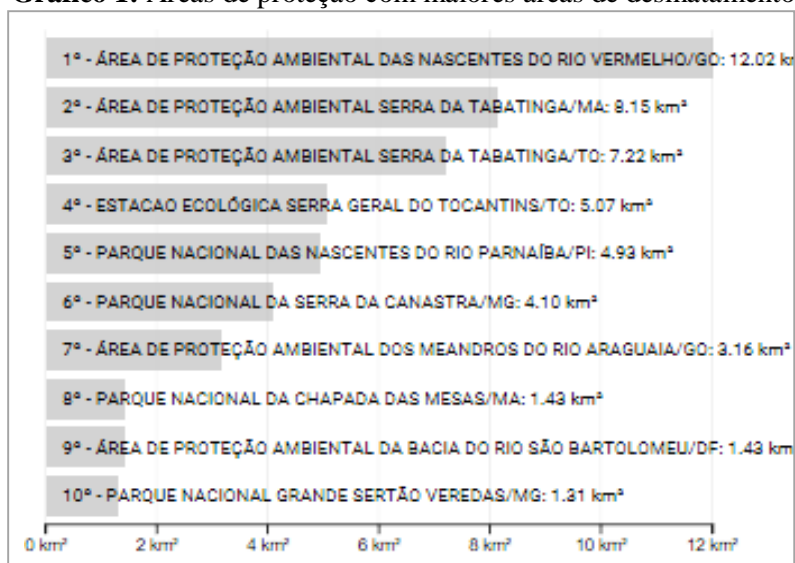 Gráfico 1: Áreas de proteção com maiores áreas de desmatamento
1º - ÁREA DE PROTEÇÃO AMBIENTAL DAS NASCENTES DO RIO VERMELHO/GO: 12.02 k
2º - ÁREA DE PROTEÇÃO AMBIENTAL SERRA DA TABATINGA/MA: 8.15 km²
3º - ÁREA DE PROTEÇÃO AMBIENTAL SERRA DA TABATINGA/TO: 7.22 km²
4º - ESTACAO ECOLÓGICA SERRA GERAL DO TOCANTINS/TO: 5.07 km²
5º - PARQUE NACIONAL DAS NASCENTES DO RIO PARNAÍBA/PI: 4.93 km²
6º - PARQUE NACIONAL DA SERRA DA CANASTRA/MG: 4.10 km²
7º - ÁREA DE PROTEÇÃO AMBIENTAL DOS MEANDROS DO RIO ARAGUAIA/GO: 3.16 km²
8º - PARQUE NACIONAL DA CHAPADA DAS MESAS/MA: 1.43 km²
9º - ÁREA DE PROTEÇÃO AMBIENTAL DA BACIA DO RIO SÃO BARTOLOMEU/DF: 1.43 km
10º - PARQUE NACIONAL GRANDE SERTÃO VEREDAS/MG: 1.31 km²
0 km² 2 km² 4 km² 6 km² 8 km² 10 km² 12 km²